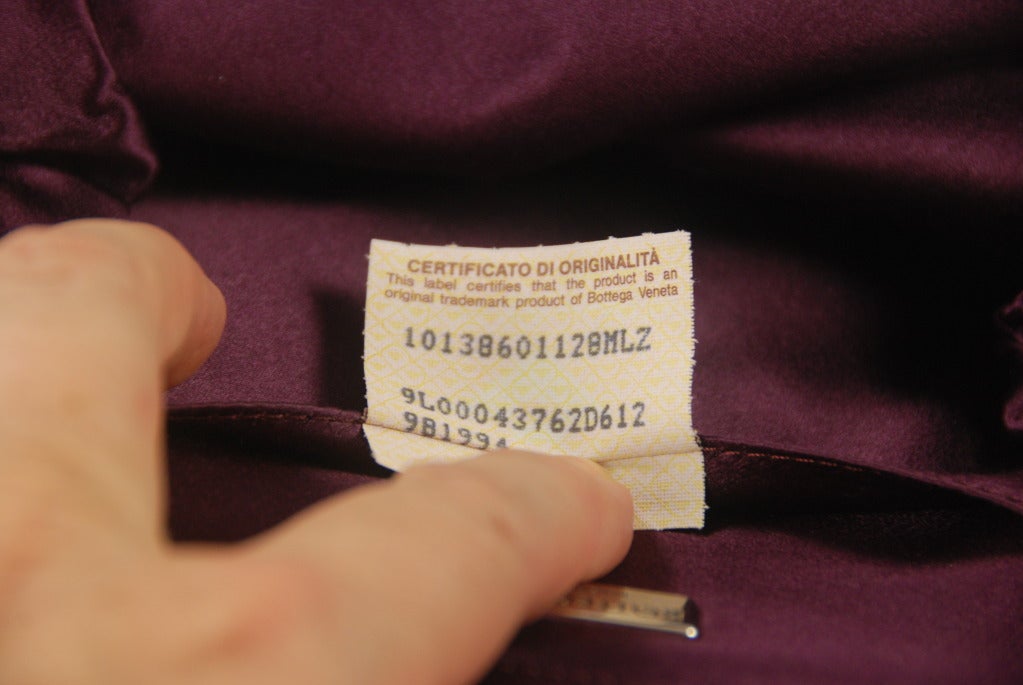 CERTIFICATO DI ORIGINALITÀ
This label certifies that the product is an
original trademark product of Bottega Veneta
10138601128MLZ
9L00043762D612
9B1994